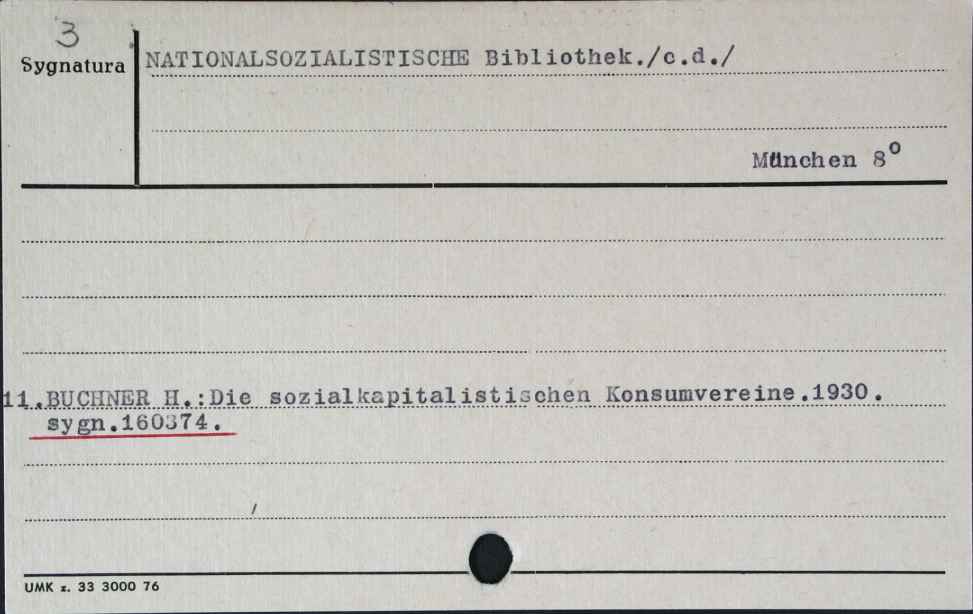 3
Sygnatura
NATIONALSOZIALISTISCHE Bibliothek./c.d./
München 8°
11.BUCHNER H.:Die sozialkapitalistischen Konsumvereine.1930.
sygn.160374.
UMK z. 33 3000 76